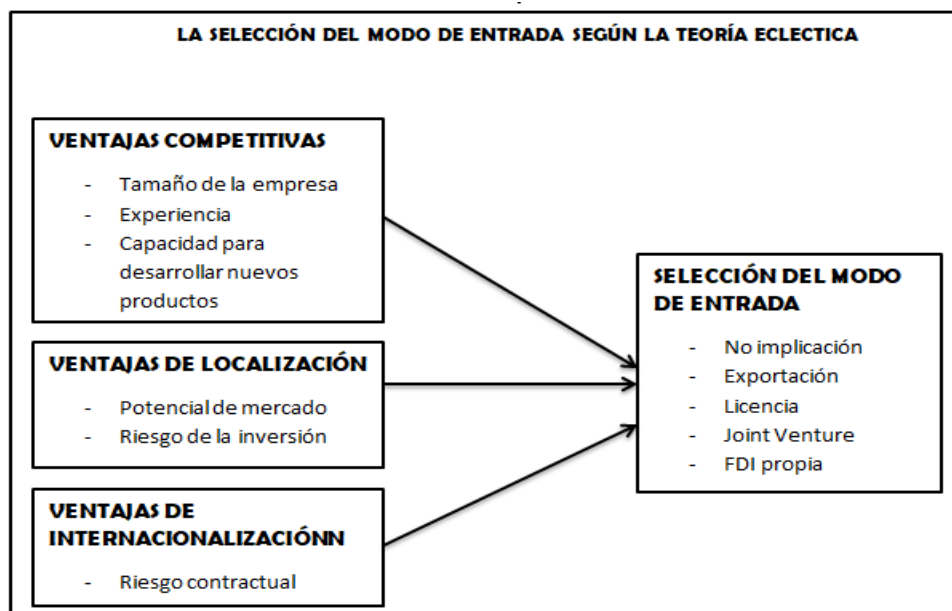 LA SELECCIÓN DEL MODO DE ENTRADA SEGÚN LA TEORÍA ECLECTICA
VENTAJAS COMPETITIVAS
- Tamaño de la empresa
- Experiencia
- Capacidad para
desarrollar nuevos
productos
VENTAJAS DE LOCALIZACIÓN
- Potencial de mercado
- Riesgo de la inversión
VENTAJAS DE
INTERNACIONALIZACIÓNN
- Riesgo contractual
SELECCIÓN DEL MODO
DE ENTRADA
- No implicación
- Exportación
- Licencia
- Joint Venture
- FDI propia